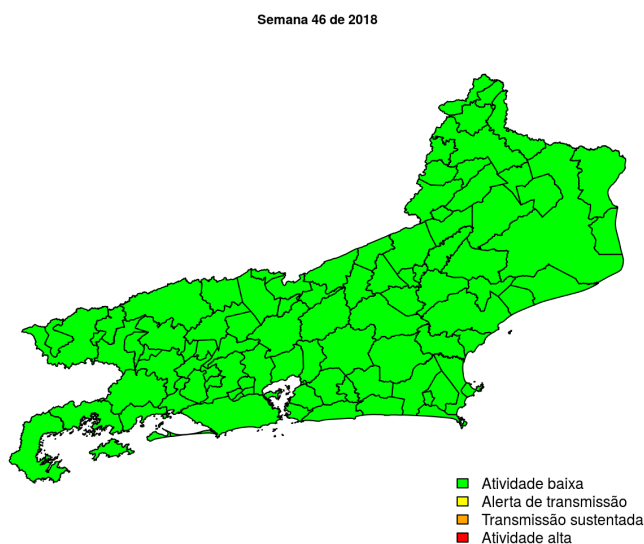 Semana 46 de 2018
Atividade baixa
Alerta de transmissão
Transmissão sustentada
Atividade alta